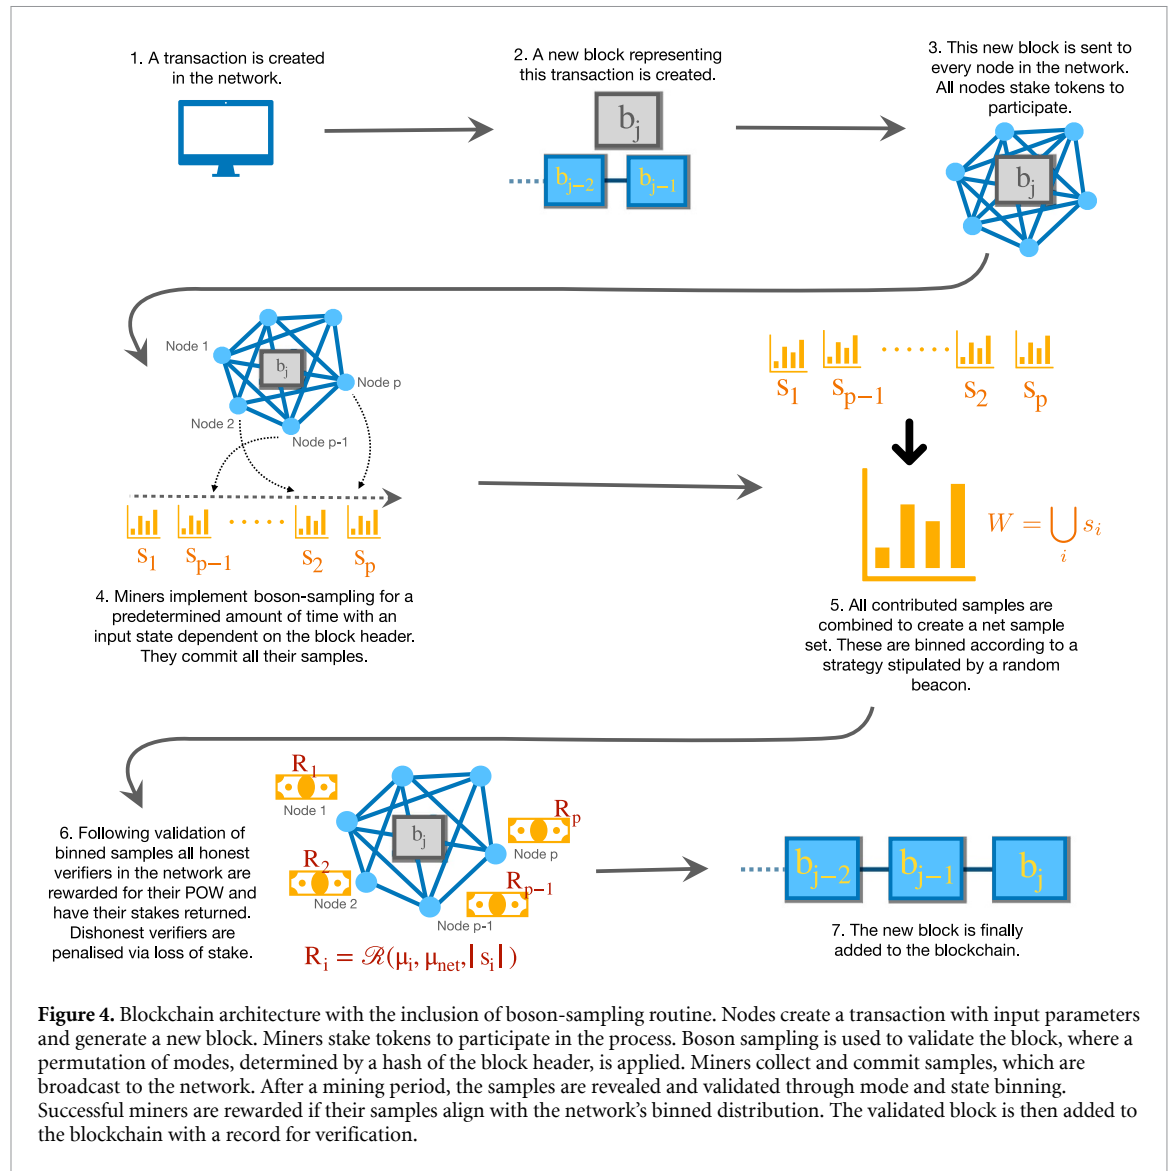 1. A transaction is created
in the network.
2. A new block representing
this transaction is created.
b_j
b_{j-2}
b_{j-1}
3. This new block is sent to
every node in the network.
All nodes stake tokens to
participate.
b_j
Node 1
b_j
Node p
Node 2
Node p-1
s_1
s_{p-1}
s_2
s_p
4. Miners implement boson-sampling for a
predetermined amount of time with an
input state dependent on the block header.
They commit all their samples.
s_1
s_{p-1}
s_2
s_p
W = ⋃_i s_i
5. All contributed samples are
combined to create a net sample
set. These are binned according to a
strategy stipulated by a random
beacon.
6. Following validation of
binned samples all honest
verifiers in the network are
rewarded for their POW and
have their stakes returned.
Dishonest verifiers are
penalised via loss of stake.
R_1
Node 1
b_j
R_p
Node p
R_2
Node 2
R_{p-1}
Node p-1
R_i = ℛ(μ_i, μ_net, |s_i|)
b_{j-2}
b_{j-1}
b_j
7. The new block is finally
added to the blockchain.
Figure 4. Blockchain architecture with the inclusion of boson-sampling routine. Nodes create a transaction with input parameters
and generate a new block. Miners stake tokens to participate in the process. Boson sampling is used to validate the block, where a
permutation of modes, determined by a hash of the block header, is applied. Miners collect and commit samples, which are
broadcast to the network. After a mining period, the samples are revealed and validated through mode and state binning.
Successful miners are rewarded if their samples align with the network's binned distribution. The validated block is then added to
the blockchain with a record for verification.